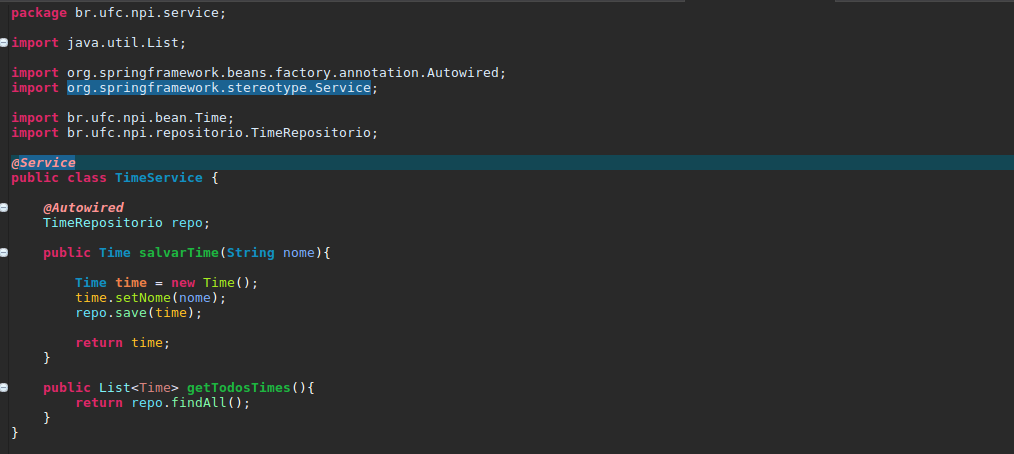 package br.ufc.npi.service;
import java.util.List;
import org.springframework.beans.factory.annotation.Autowired;
import org.springframework.stereotype.Service;
import br.ufc.npi.bean.Time;
import br.ufc.npi.repositorio.TimeRepositorio;
@Service
public class TimeService {
@Autowired
TimeRepositorio repo;
public Time salvarTime(String nome){
Time time = new Time();
time.setNome(nome);
repo.save(time);
return time;
}
public List<Time> getTodosTimes(){
return repo.findAll();
}
}